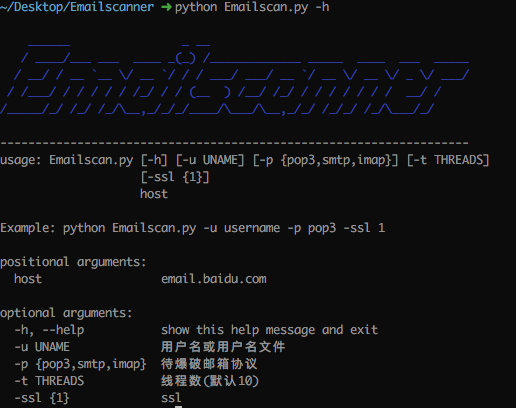 ~/Desktop/Emailscanner ➜ python Emailscan.py -h
Emailscanner
-------------------------------------------------------------------
usage: Emailscan.py [-h] [-u UNAME] [-p {pop3,smtp,imap}] [-t THREADS]
[-ssl {1}]
host
Example: python Emailscan.py -u username -p pop3 -ssl 1
positional arguments:
host email.baidu.com
optional arguments:
-h, --help show this help message and exit
-u UNAME 用户名或用户名文件
-p {pop3,smtp,imap} 待爆破邮箱协议
-t THREADS 线程数(默认10)
-ssl {1} ssl